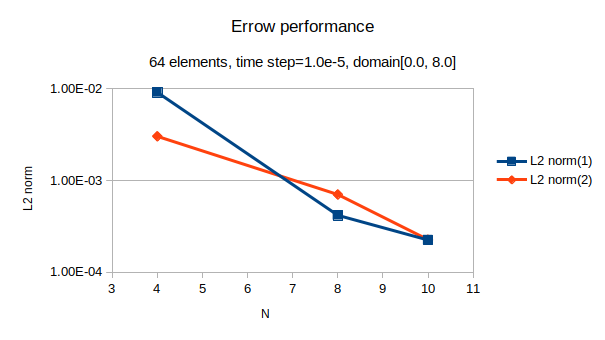 Errow performance
64 elements, time step=1.0e-5, domain[0.0, 8.0]
1.00E-02
1.00E-03
1.00E-04
L2 norm
3 4 5 6 7 8 9 10 11
N
L2 norm(1)
L2 norm(2)